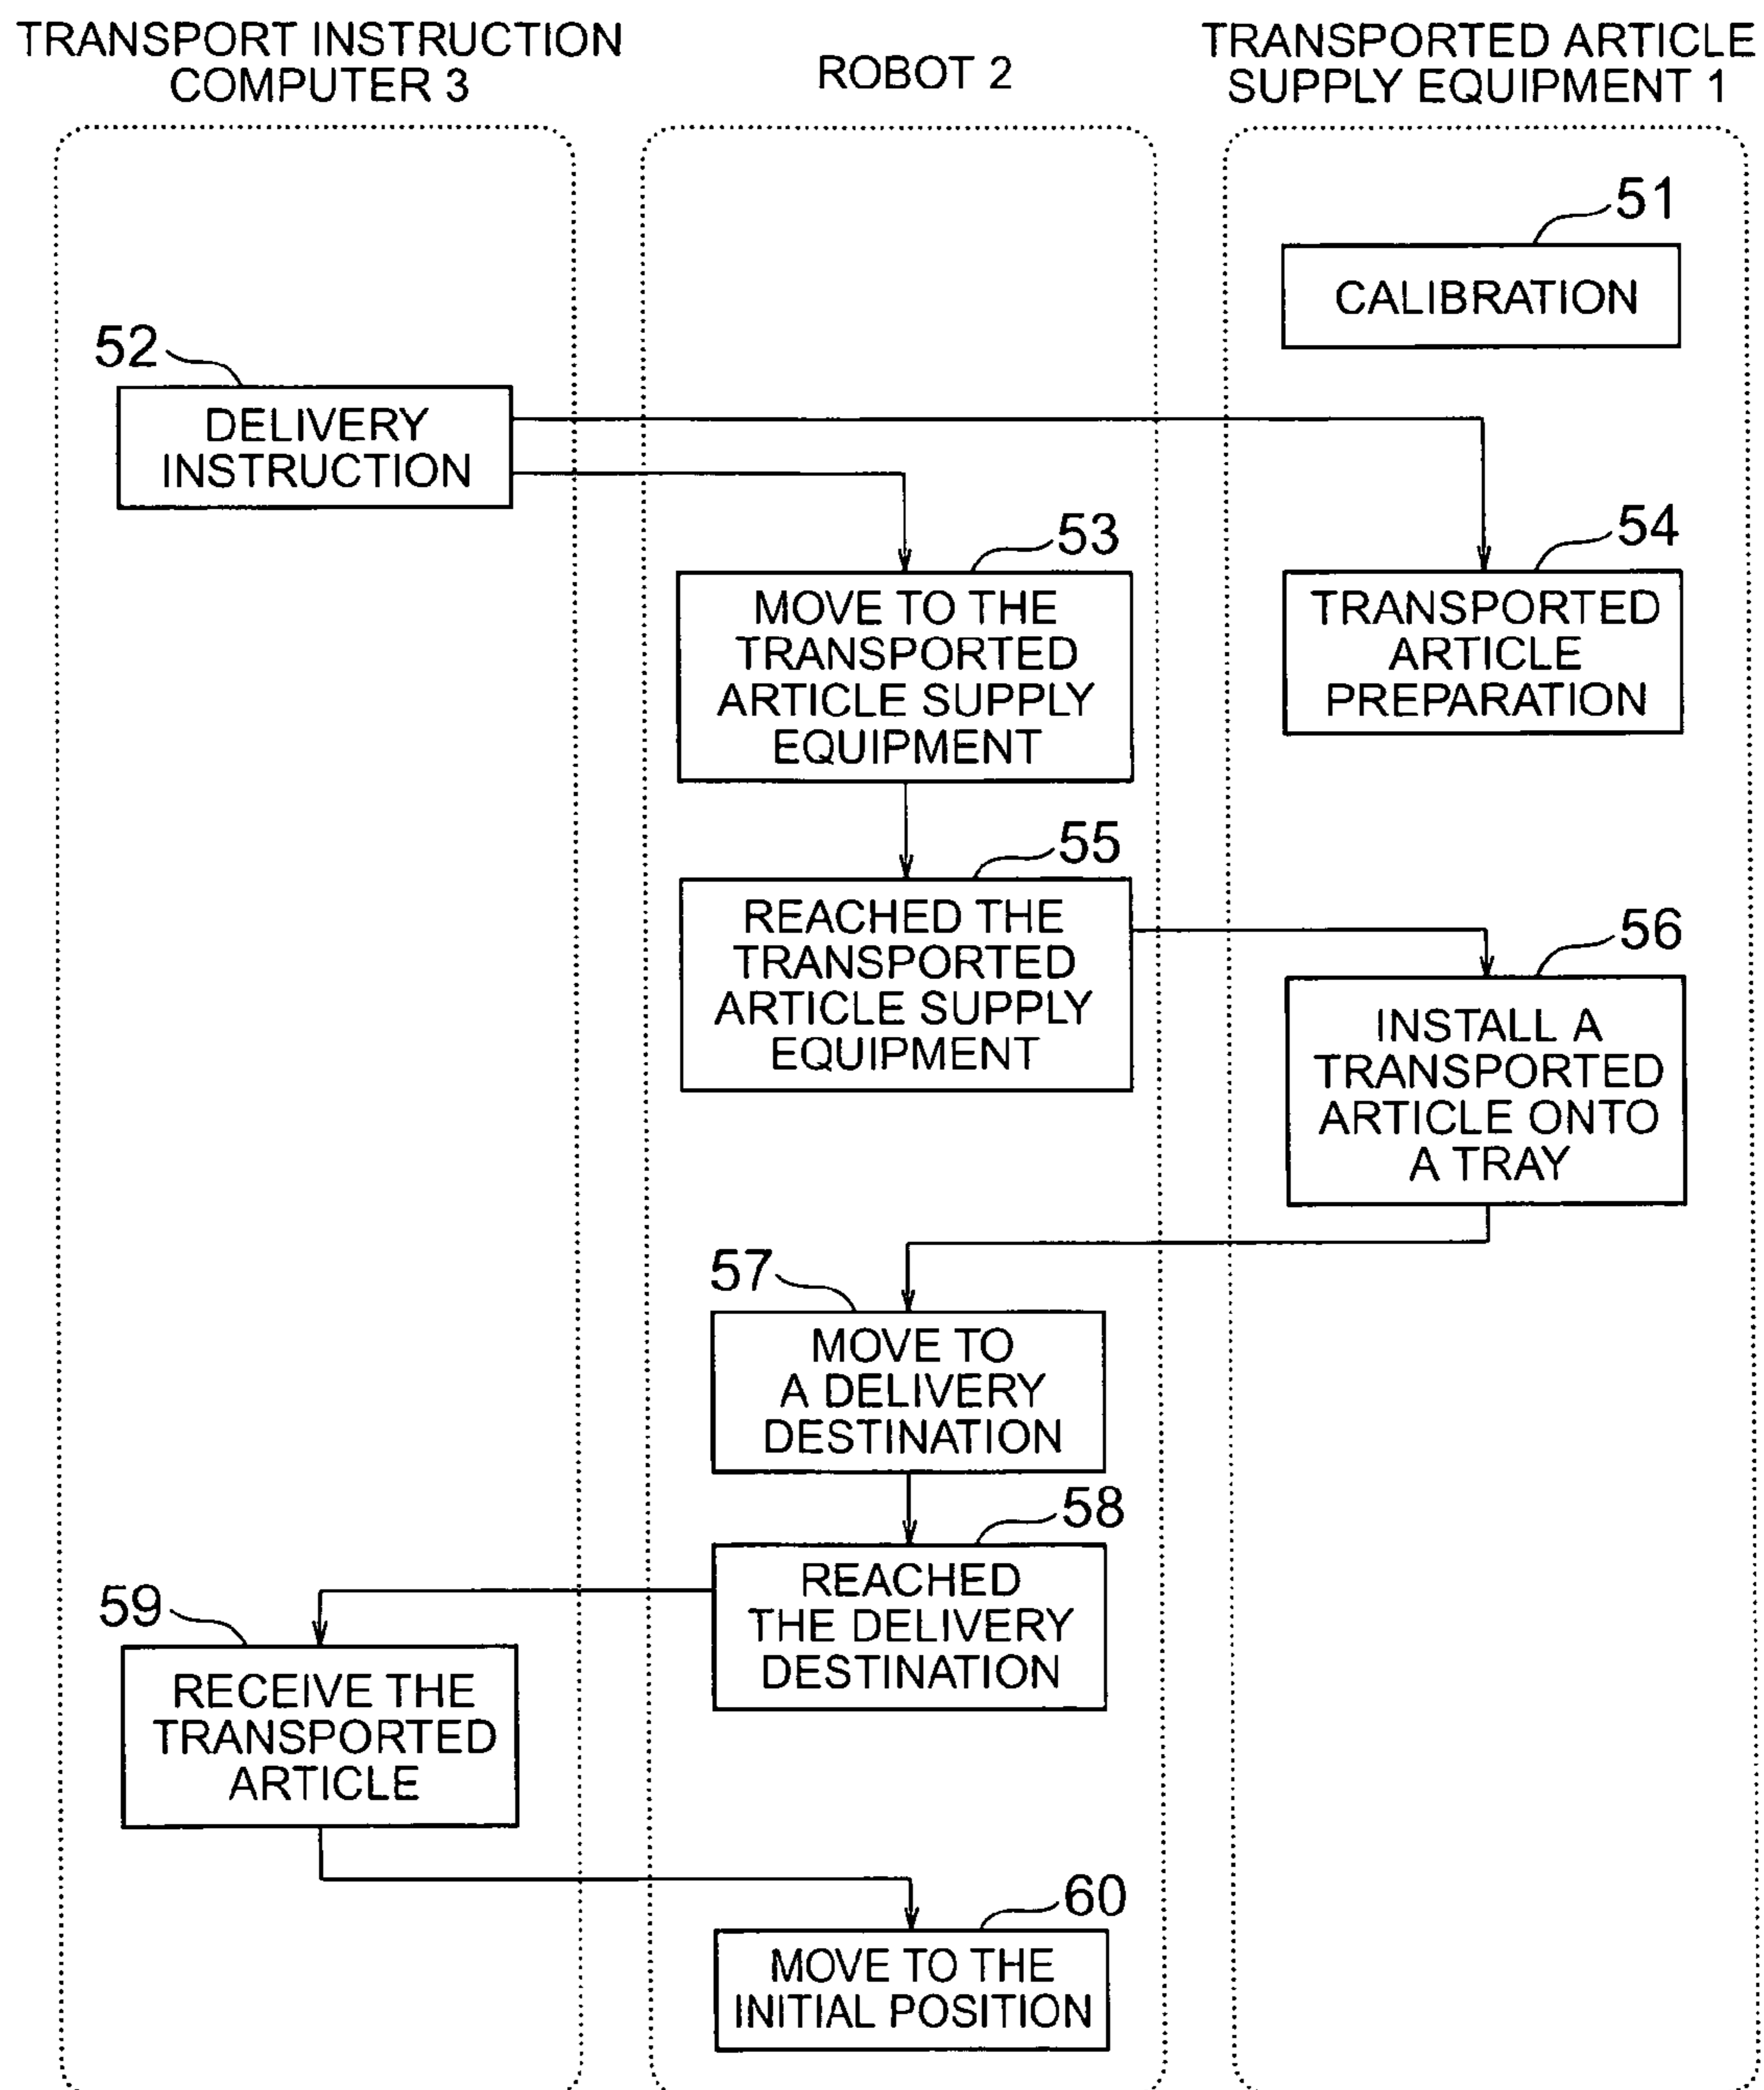 TRANSPORT INSTRUCTION
COMPUTER 3
ROBOT 2
TRANSPORTED ARTICLE
SUPPLY EQUIPMENT 1
51
CALIBRATION
52
DELIVERY
INSTRUCTION
53
MOVE TO THE
TRANSPORTED
ARTICLE SUPPLY
EQUIPMENT
54
TRANSPORTED
ARTICLE
PREPARATION
55
REACHED THE
TRANSPORTED
ARTICLE SUPPLY
EQUIPMENT
56
INSTALL A
TRANSPORTED
ARTICLE ONTO
A TRAY
57
MOVE TO
A DELIVERY
DESTINATION
58
REACHED
THE DELIVERY
DESTINATION
59
RECEIVE THE
TRANSPORTED
ARTICLE
60
MOVE TO THE
INITIAL POSITION